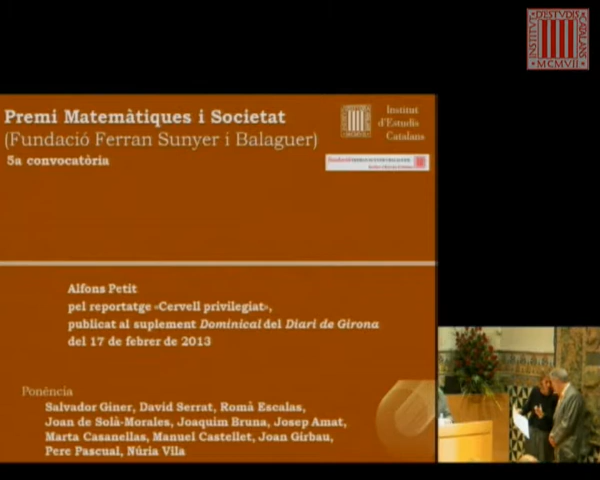 INSTITVT D'ESTVDIS CATALANS
MCMVII
Premi Matemàtiques i Societat
(Fundació Ferran Sunyer i Balaguer)
5a convocatòria
Institut
d'Estudis
Catalans
Alfons Petit
pel reportatge «Cervell privilegiat»,
publicat al suplement Dominical del Diari de Girona
del 17 de febrer de 2013
Ponència
Salvador Giner, David Serrat, Romà Escalas,
Joan de Solà-Morales, Joaquim Bruna, Josep Amat,
Marta Casanellas, Manuel Castellet, Joan Girbau,
Pere Pascual, Núria Vila